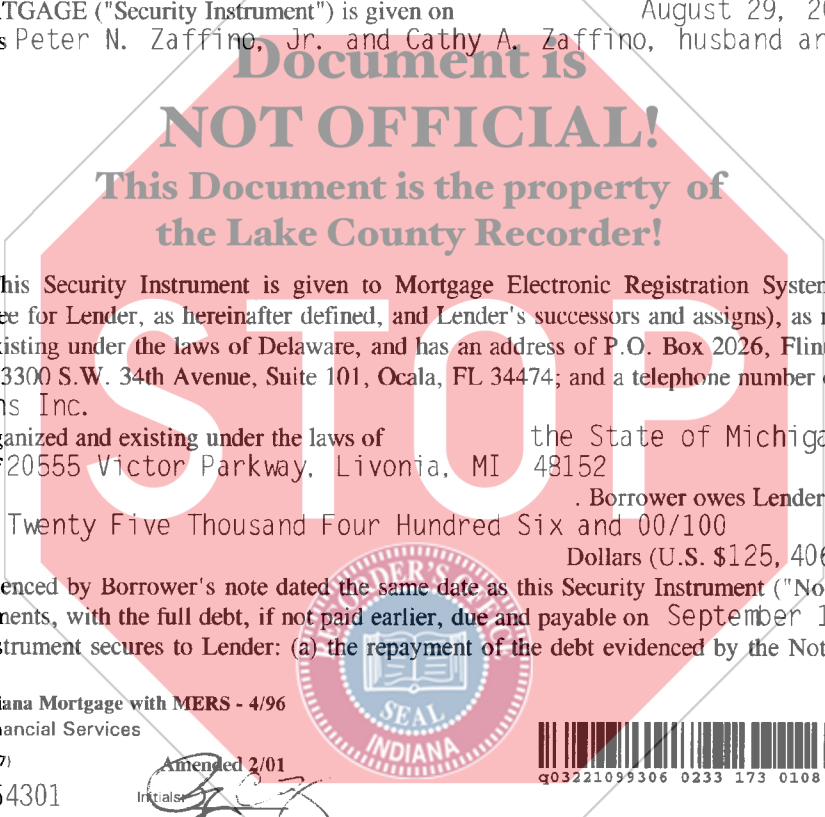 TGAGE ("Security Instrument") is given on August 29, 20
s Peter N. Zaffino, Jr. and Cathy A. Zaffino, husband an
Document is
NOT OFFICIAL!
This Document is the property of
the Lake County Recorder!
his Security Instrument is given to Mortgage Electronic Registration System
ee for Lender, as hereinafter defined, and Lender's successors and assigns), as
xisting under the laws of Delaware, and has an address of P.O. Box 2026, Flin
3300 S.W. 34th Avenue, Suite 101, Ocala, FL 34474; and a telephone number
ns Inc.
ganized and existing under the laws of the State of Michiga
20555 Victor Parkway, Livonia, MI 48152
. Borrower owes Lender
Twenty Five Thousand Four Hundred Six and 00/100
Dollars (U.S. $125,406
enced by Borrower's note dated the same date as this Security Instrument ("No
ments, with the full debt, if not paid earlier, due and payable on September 1
strument secures to Lender: (a) the repayment of the debt evidenced by the Not
STOP
SEAL
INDIANA
iana Mortgage with MERS - 4/96
ancial Services
7) Amended 2/01
54301 Initials:
q03221099306 0233 173 0108